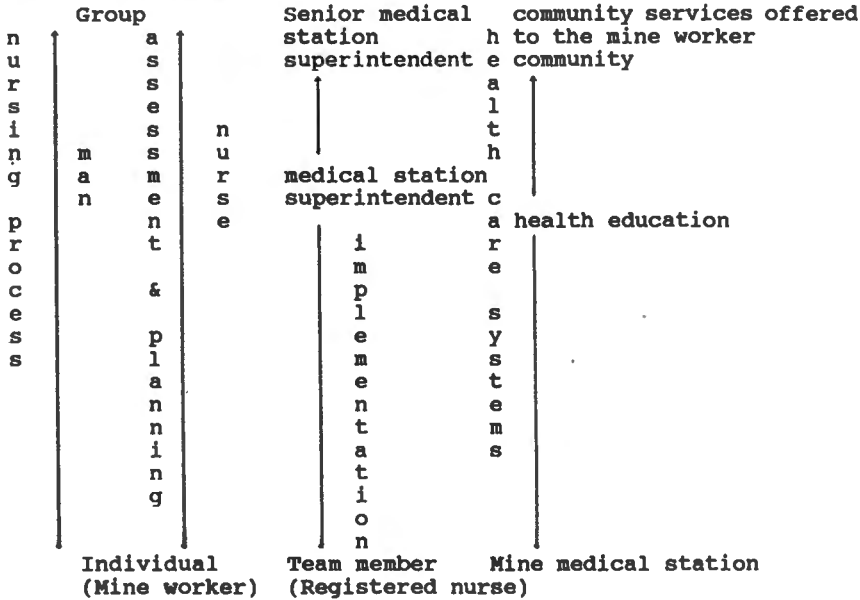 nursing process
Group
man
Individual
(Mine worker)
assessment & planning
nurse
Senior medical
station
superintendent
medical station
superintendent
implementation
Team member
(Registered nurse)
health care systems
community services offered
to the mine worker
community
health education
Mine medical station